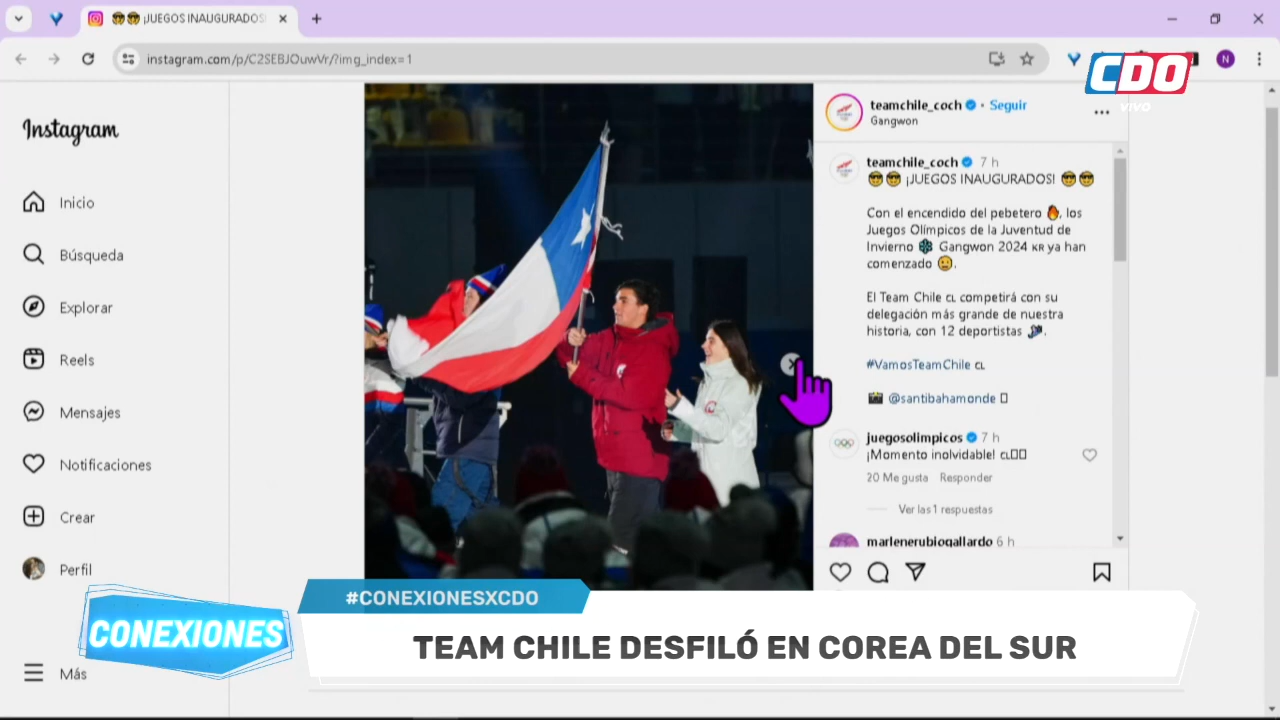 😎😎 ¡JUEGOS INAUGURADOS!
instagram.com/p/C2SEBJOuwVr/?img_index=1
N
CDO
VIVO
Instagram
Inicio
Búsqueda
Explorar
Reels
Mensajes
Notificaciones
Crear
Perfil
Más
teamchile_coch • Seguir
Gangwon
teamchile_coch 7 h
😎😎 ¡JUEGOS INAUGURADOS! 😎😎
Con el encendido del pebetero 🔥, los
Juegos Olímpicos de la Juventud de
Invierno ❄️ Gangwon 2024 KR ya han
comenzado 😉.
El Team Chile CL competirá con su
delegación más grande de nuestra
historia, con 12 deportistas ⛸️.
#VamosTeamChile CL
📸 @santibahamonde
juegosolimpicos 7 h
¡Momento inolvidable! CL
20 Me gusta Responder
Ver las 1 respuestas
marlenerubiogallardo 6 h
#CONEXIONESXCDO
CONEXIONES
TEAM CHILE DESFILÓ EN COREA DEL SUR